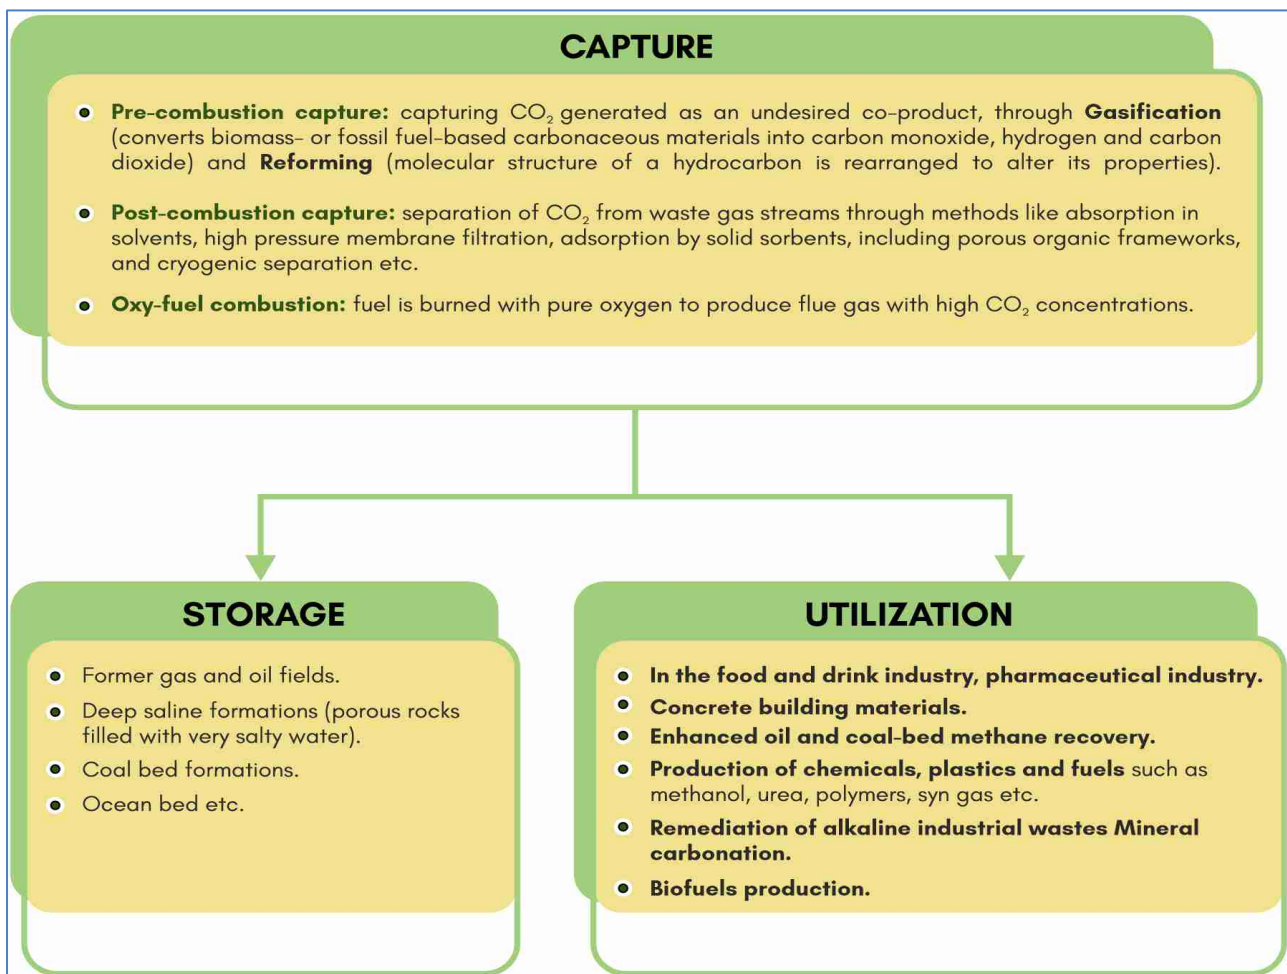 CAPTURE
Pre-combustion capture: capturing CO₂ generated as an undesired co-product, through Gasification
(converts biomass- or fossil fuel-based carbonaceous materials into carbon monoxide, hydrogen and carbon
dioxide) and Reforming (molecular structure of a hydrocarbon is rearranged to alter its properties).
Post-combustion capture: separation of CO₂ from waste gas streams through methods like absorption in
solvents, high pressure membrane filtration, adsorption by solid sorbents, including porous organic frameworks,
and cryogenic separation etc.
Oxy-fuel combustion: fuel is burned with pure oxygen to produce flue gas with high CO₂ concentrations.
STORAGE
Former gas and oil fields.
Deep saline formations (porous rocks
filled with very salty water).
Coal bed formations.
Ocean bed etc.
UTILIZATION
In the food and drink industry, pharmaceutical industry.
Concrete building materials.
Enhanced oil and coal-bed methane recovery.
Production of chemicals, plastics and fuels such as
methanol, urea, polymers, syn gas etc.
Remediation of alkaline industrial wastes Mineral
carbonation.
Biofuels production.